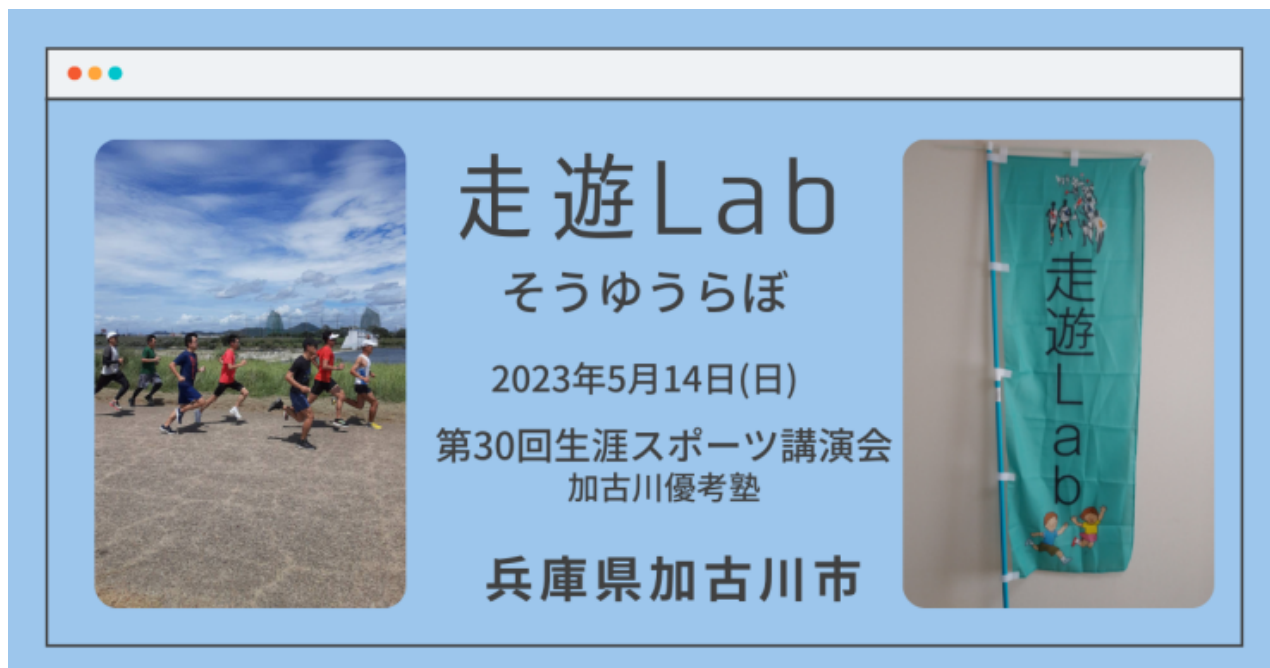 走遊Lab
そうゆうらぼ
2023年5月14日(日)
第30回生涯スポーツ講演会
加古川優考塾
兵庫県加古川市
走遊Lab